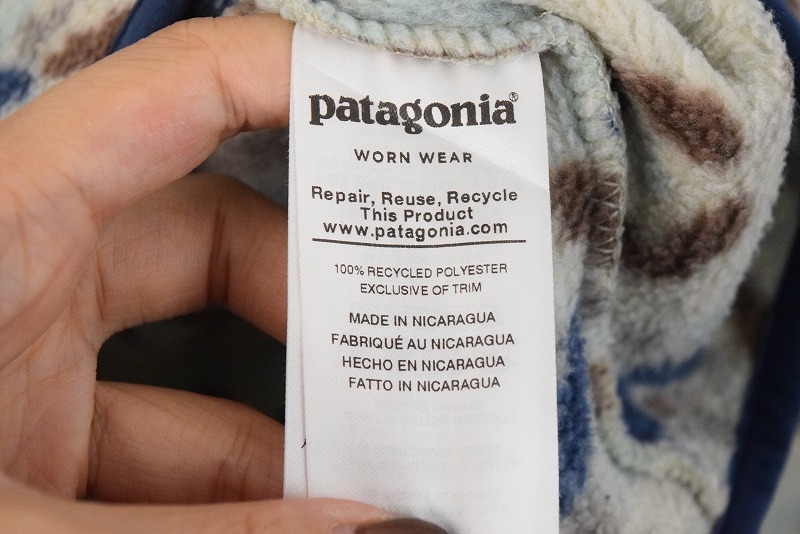 patagonia®
WORN WEAR
Repair, Reuse, Recycle
This Product
www.patagonia.com
100% RECYCLED POLYESTER
EXCLUSIVE OF TRIM
MADE IN NICARAGUA
FABRIQUÉ AU NICARAGUA
HECHO EN NICARAGUA
FATTO IN NICARAGUA